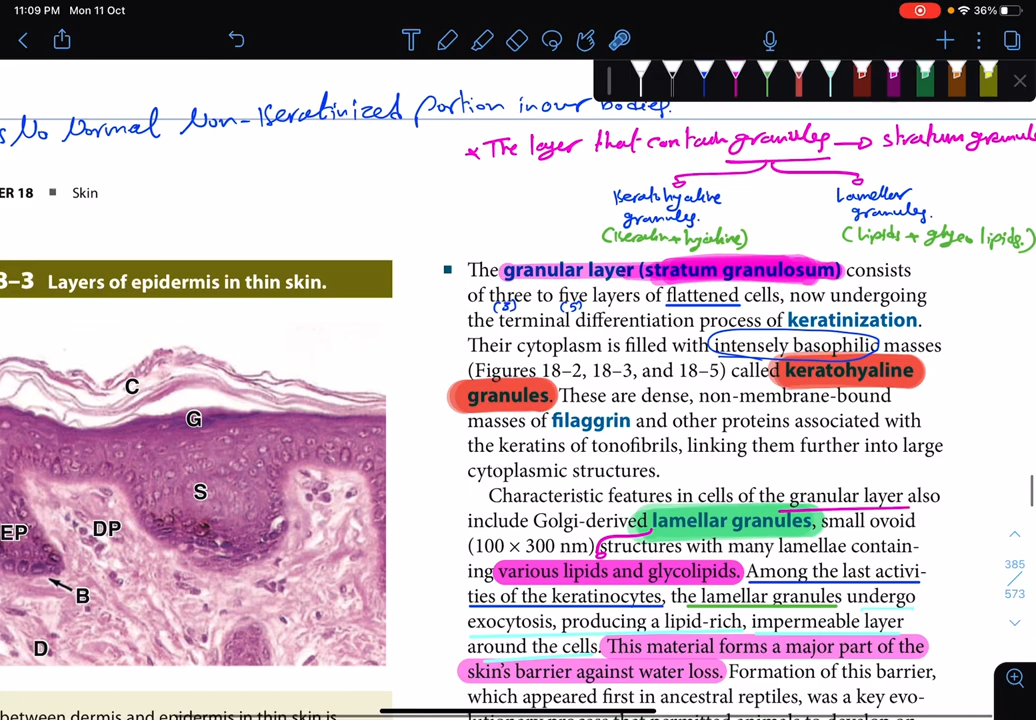 11:09 PM Mon 11 Oct
36%
No Normal Non-Keratinized portion in our bodies.
* The layer that contain granules → stratum granul
Keratohyaline granules. (Keratin + hyaline)
Lamellar granules. (Lipids + glyco lipids.)
ER 18 ■ Skin
8–3 Layers of epidermis in thin skin.
C
G
S
EP
DP
B
D
between dermis and epidermis in thin skin is
■ The granular layer (stratum granulosum) consists
of three to five layers of flattened cells, now undergoing
(3) (5)
the terminal differentiation process of keratinization.
Their cytoplasm is filled with intensely basophilic masses
(Figures 18–2, 18–3, and 18–5) called keratohyaline
granules. These are dense, non-membrane-bound
masses of filaggrin and other proteins associated with
the keratins of tonofibrils, linking them further into large
cytoplasmic structures.
Characteristic features in cells of the granular layer also
include Golgi-derived lamellar granules, small ovoid
(100 × 300 nm) structures with many lamellae contain-
ing various lipids and glycolipids. Among the last activi-
ties of the keratinocytes, the lamellar granules undergo
exocytosis, producing a lipid-rich, impermeable layer
around the cells. This material forms a major part of the
skin's barrier against water loss. Formation of this barrier,
which appeared first in ancestral reptiles, was a key evo-
385
573